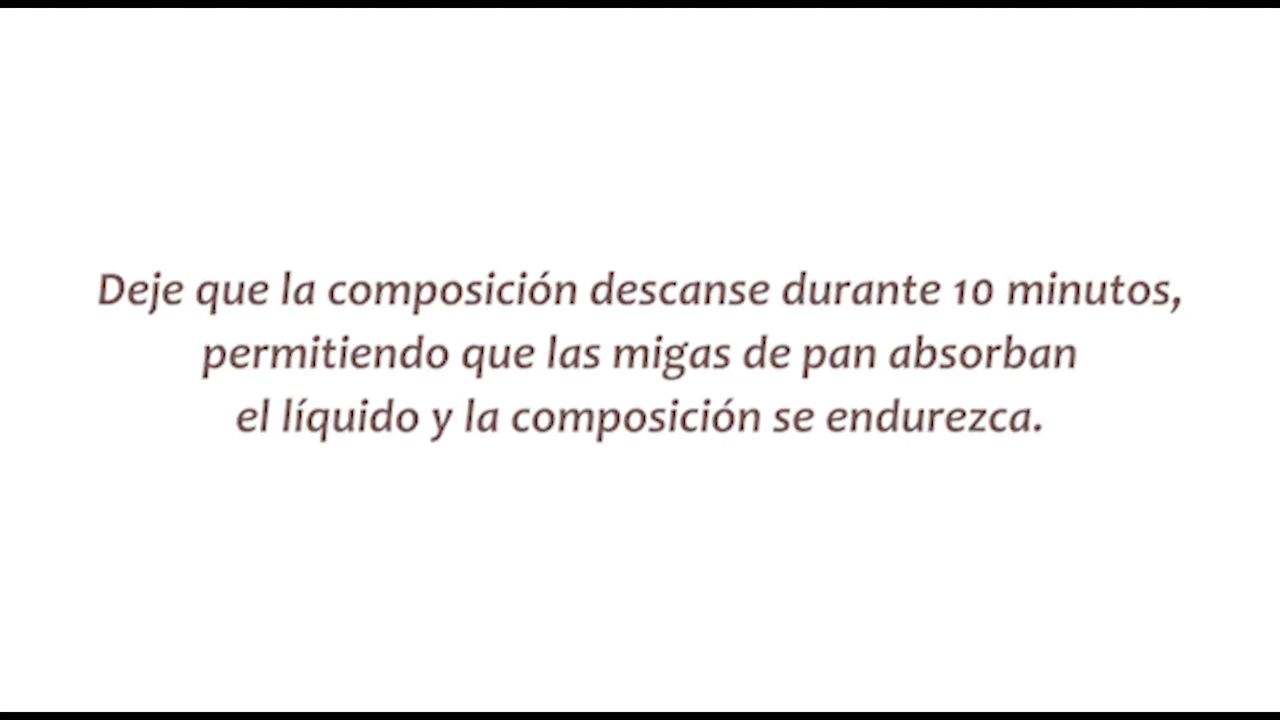 Deje que la composición descanse durante 10 minutos,
permitiendo que las migas de pan absorban
el líquido y la composición se endurezca.